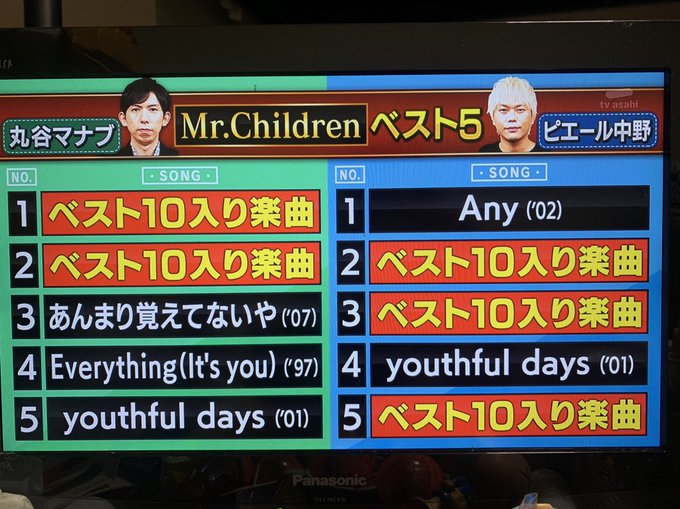 tv asahi
丸谷マナブ
Mr.Children ベスト5
ピエール中野
NO. ・SONG・
1 ベスト10入り楽曲
2 ベスト10入り楽曲
3 あんまり覚えてないや ('07)
4 Everything(It's you) ('97)
5 youthful days ('01)
NO. ・SONG・
1 Any ('02)
2 ベスト10入り楽曲
3 ベスト10入り楽曲
4 youthful days ('01)
5 ベスト10入り楽曲
Panasonic